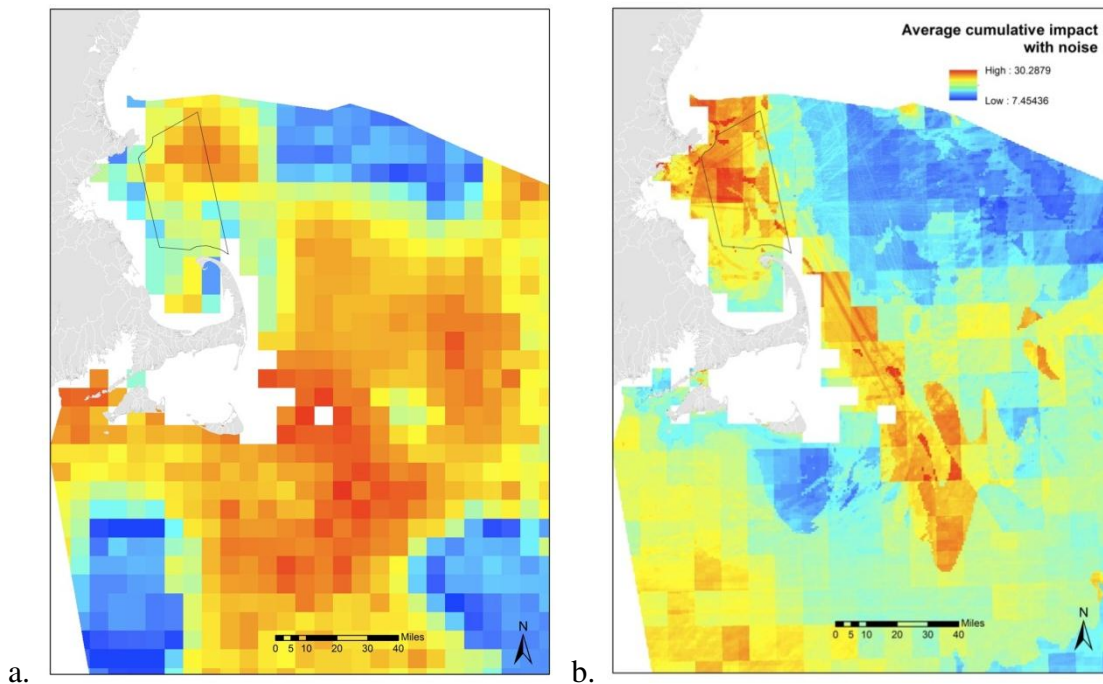 Average cumulative impact
with noise
High : 30.2879
Low : 7.45436
N
Miles
0 5 10 20 30 40
N
Miles
0 5 10 20 30 40
a.
b.